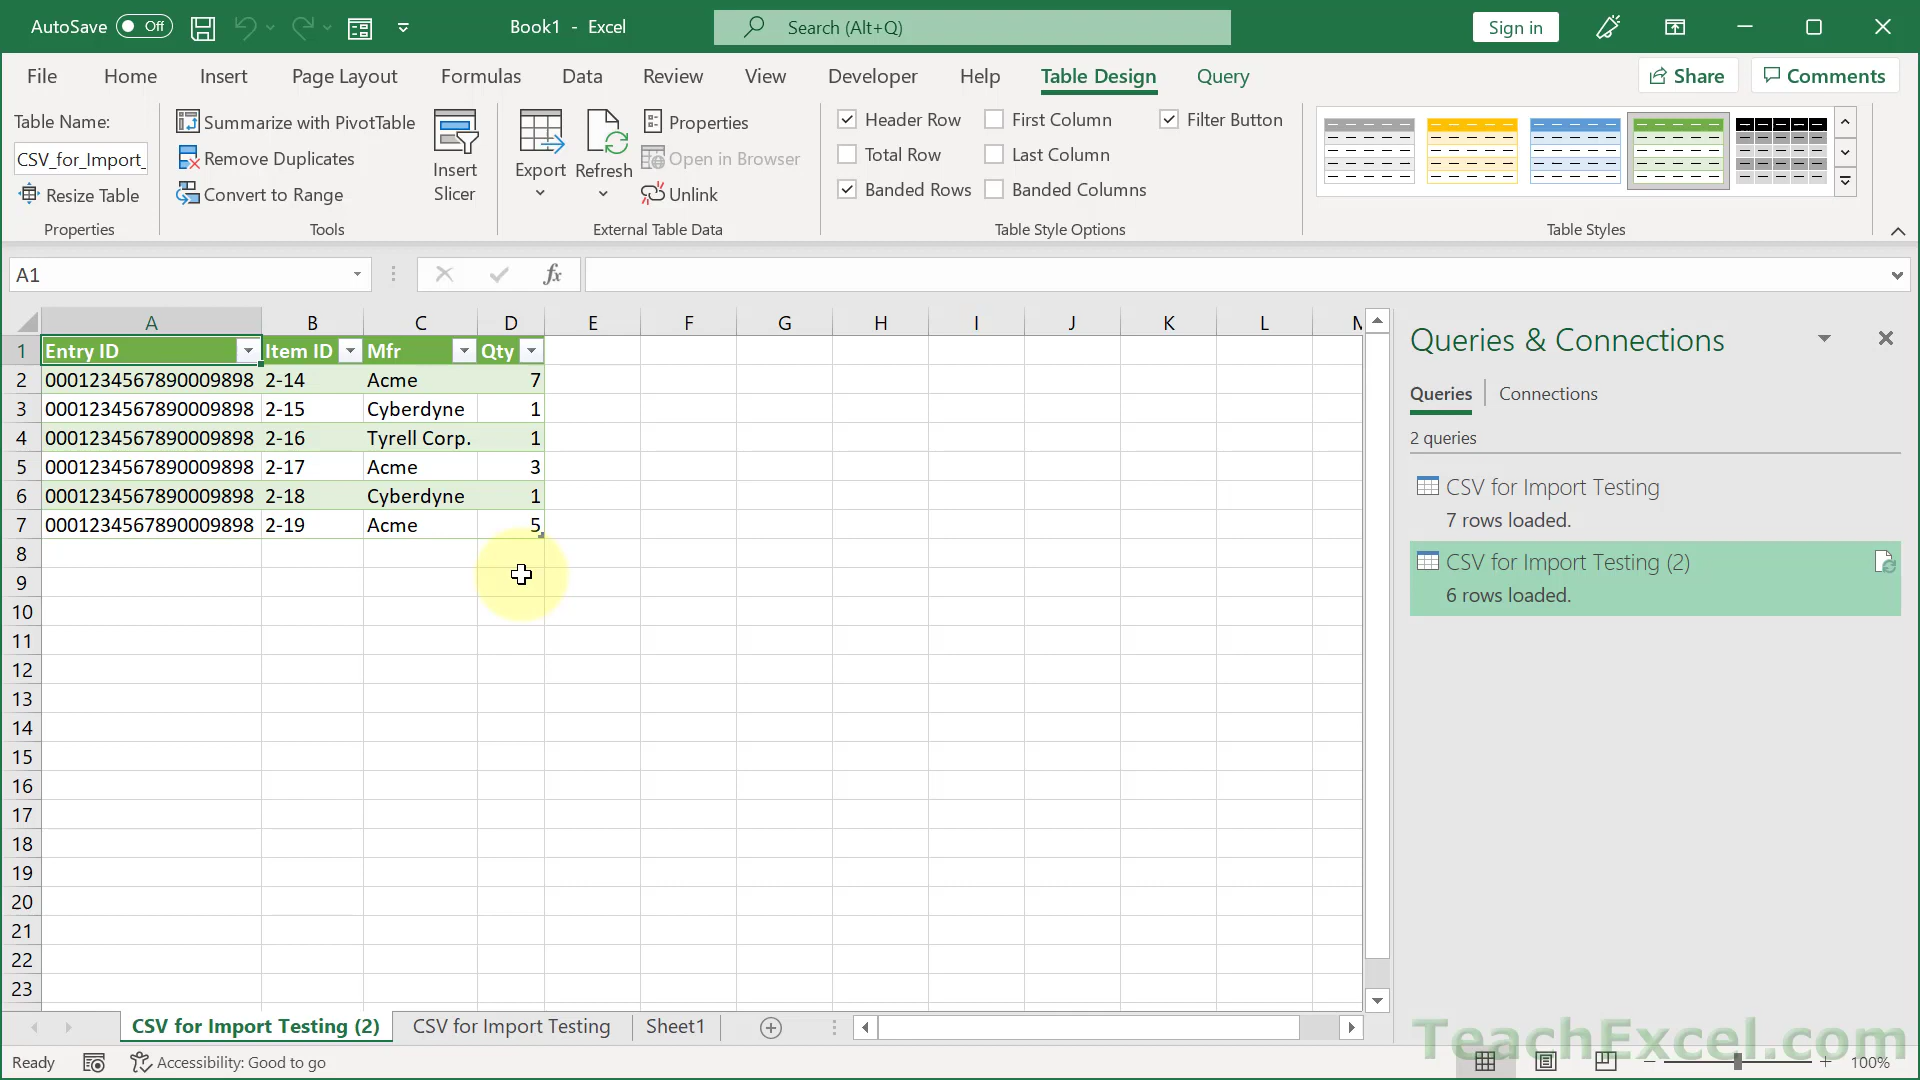 AutoSave Off Book1 - Excel Search (Alt+Q) Sign in
File Home Insert Page Layout Formulas Data Review View Developer Help Table Design Query Share Comments
Table Name:
CSV_for_Import_
Resize Table
Properties
Summarize with PivotTable
Remove Duplicates
Convert to Range
Insert
Slicer
Tools
Export
Refresh
Properties
Open in Browser
Unlink
External Table Data
Header Row First Column Filter Button
Total Row Last Column
Banded Rows Banded Columns
Table Style Options
Table Styles
A1 fx
A B C D E F G H I J K L
1 Entry ID Item ID Mfr Qty
2 0001234567890009898 2-14 Acme 7
3 0001234567890009898 2-15 Cyberdyne 1
4 0001234567890009898 2-16 Tyrell Corp. 1
5 0001234567890009898 2-17 Acme 3
6 0001234567890009898 2-18 Cyberdyne 1
7 0001234567890009898 2-19 Acme 5
8
9
10
11
12
13
14
15
16
17
18
19
20
21
22
23
Queries & Connections
Queries Connections
2 queries
CSV for Import Testing
7 rows loaded.
CSV for Import Testing (2)
6 rows loaded.
CSV for Import Testing (2) CSV for Import Testing Sheet1
TeachExcel.com
Ready Accessibility: Good to go 100%